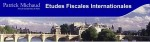 Patrick Michaud
Etudes Fiscales Internationales